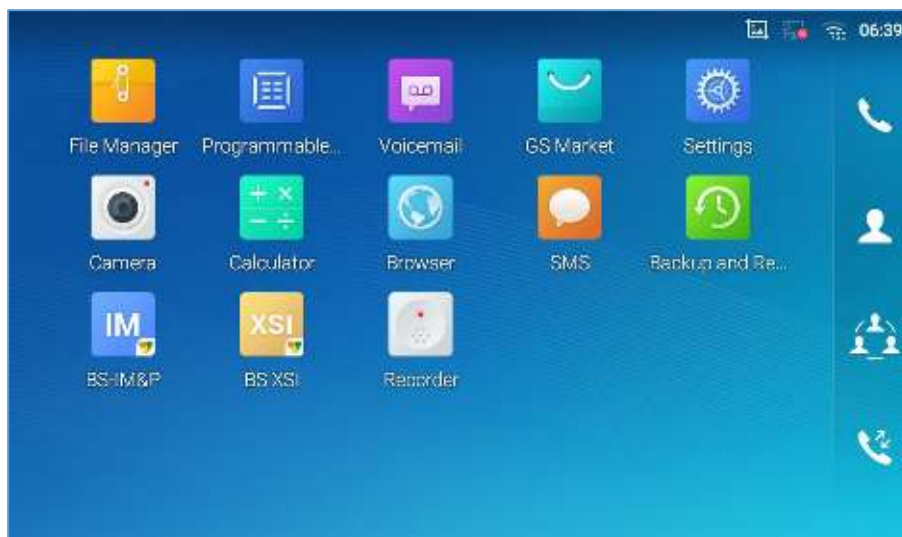 06:39
File Manager Programmable... Voicemail GS Market Settings
Camera Calculator Browser SMS Backup and Re...
IM XSI
BS-IM&P BS XSI Recorder